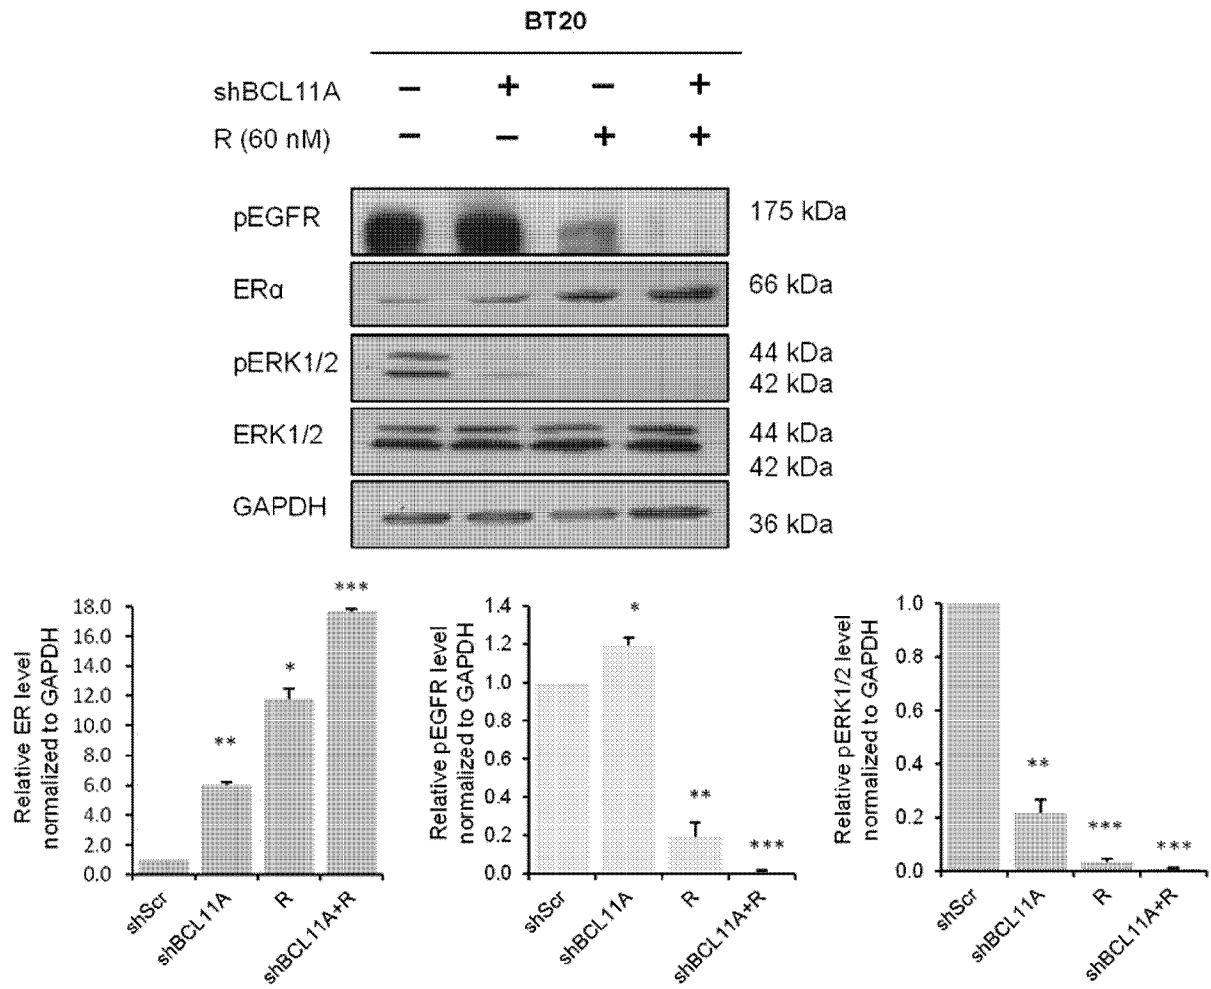 BT20
shBCL11A − + − +
R (60 nM) − − + +
pEGFR 175 kDa
ERα 66 kDa
pERK1/2 44 kDa
42 kDa
ERK1/2 44 kDa
42 kDa
GAPDH 36 kDa
Relative ER level
normalized to GAPDH
18.0
16.0
14.0
12.0
10.0
8.0
6.0
4.0
2.0
0.0
**
*
***
shScr
shBCL11A
R
shBCL11A+R
Relative pEGFR level
normalized to GAPDH
1.4
1.2
1.0
0.8
0.6
0.4
0.2
0.0
*
**
***
shScr
shBCL11A
R
shBCL11A+R
Relative pERK1/2 level
normalized to GAPDH
1.0
0.8
0.6
0.4
0.2
0.0
**
***
***
shScr
shBCL11A
R
shBCL11A+R